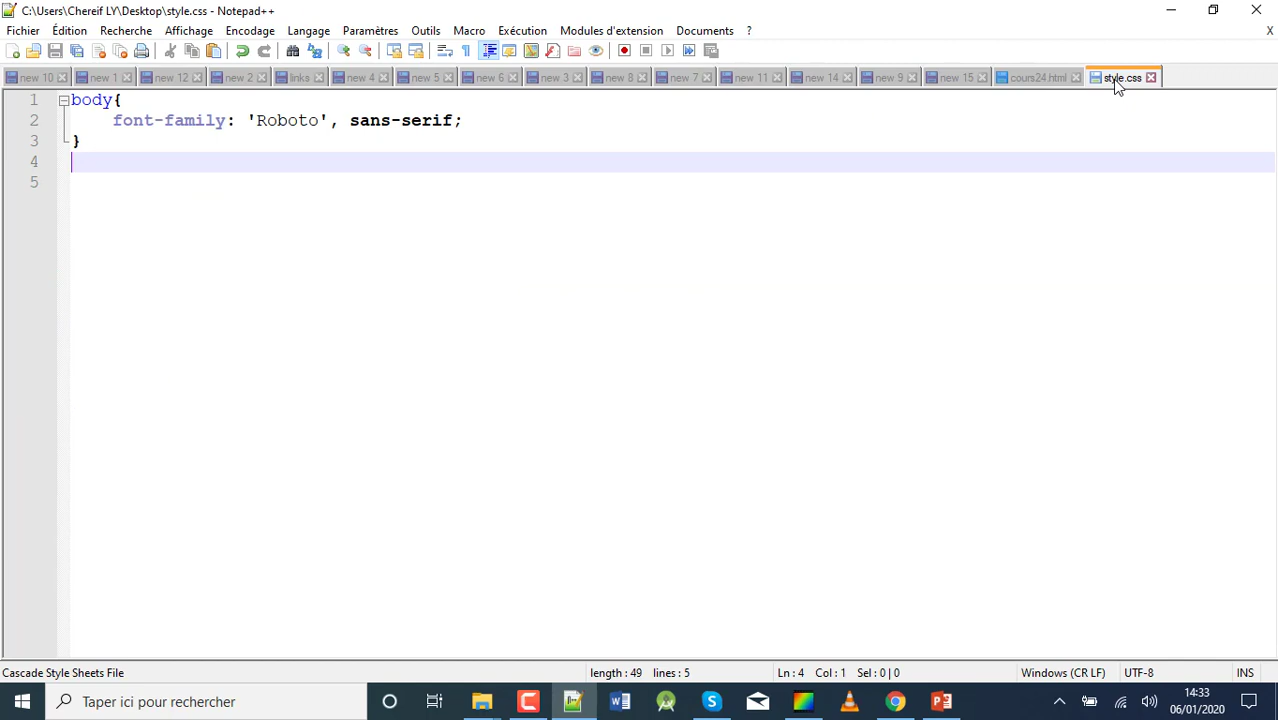 C:\Users\Chereif LY\Desktop\style.css - Notepad++
Fichier Édition Recherche Affichage Encodage Langage Paramètres Outils Macro Exécution Modules d'extension Documents ? X
new 10 new 1 new 12 new 2 links new 4 new 5 new 6 new 3 new 8 new 7 new 11 new 14 new 9 new 15 cours24.html style.css
1 body{
2 font-family: 'Roboto', sans-serif;
3 }
4
5
Cascade Style Sheets File length : 49 lines : 5 Ln : 4 Col : 1 Sel : 0 | 0 Windows (CR LF) UTF-8 INS
Taper ici pour rechercher
14:33
06/01/2020